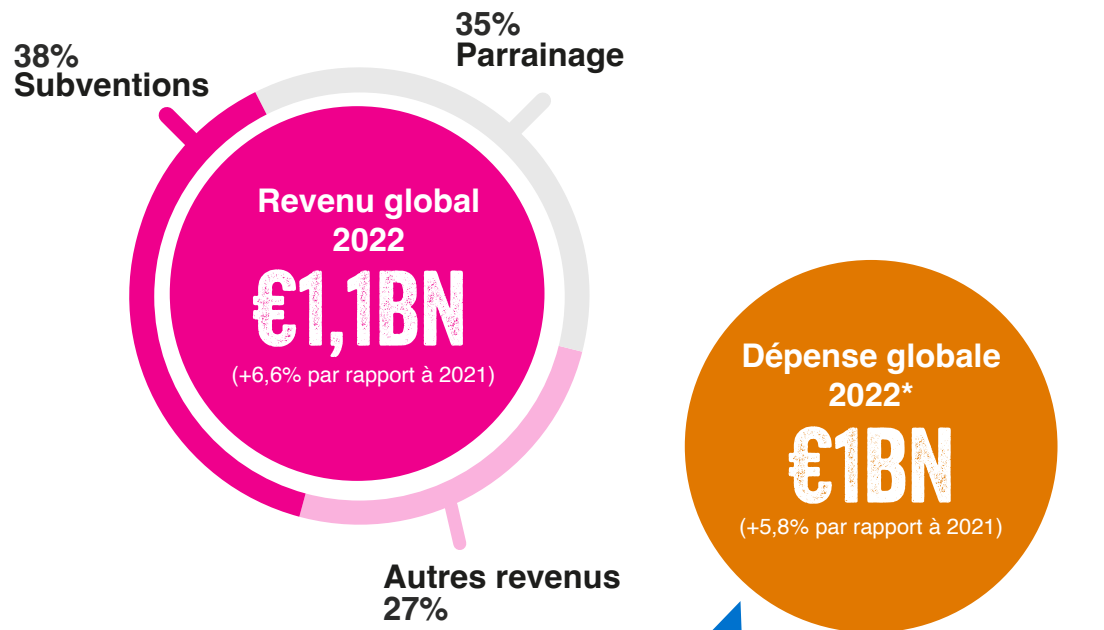 35%
Parrainage
38%
Subventions
Revenu global
2022
€1,1BN
(+6,6% par rapport à 2021)
Dépense globale
2022*
€1BN
(+5,8% par rapport à 2021)
Autres revenus
27%